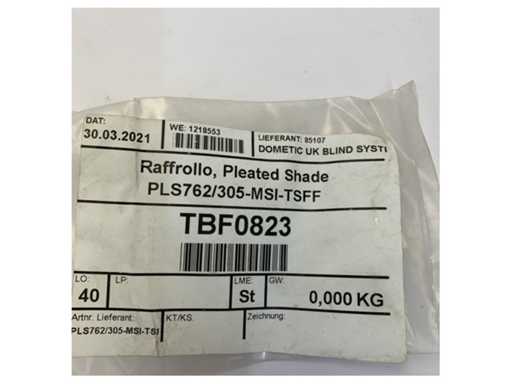 DAT:
30.03.2021
WE: 1218553
LIEFERANT: 85107
DOMETIC UK BLIND SYST
Raffrollo, Pleated Shade
PLS762/305-MSI-TSFF
TBF0823
LO:
40
LP:
LME:
St
GW:
0,000 KG
Artnr. Lieferant:
PLS762/305-MSI-TSI
KT/KS:
Zeichnung: